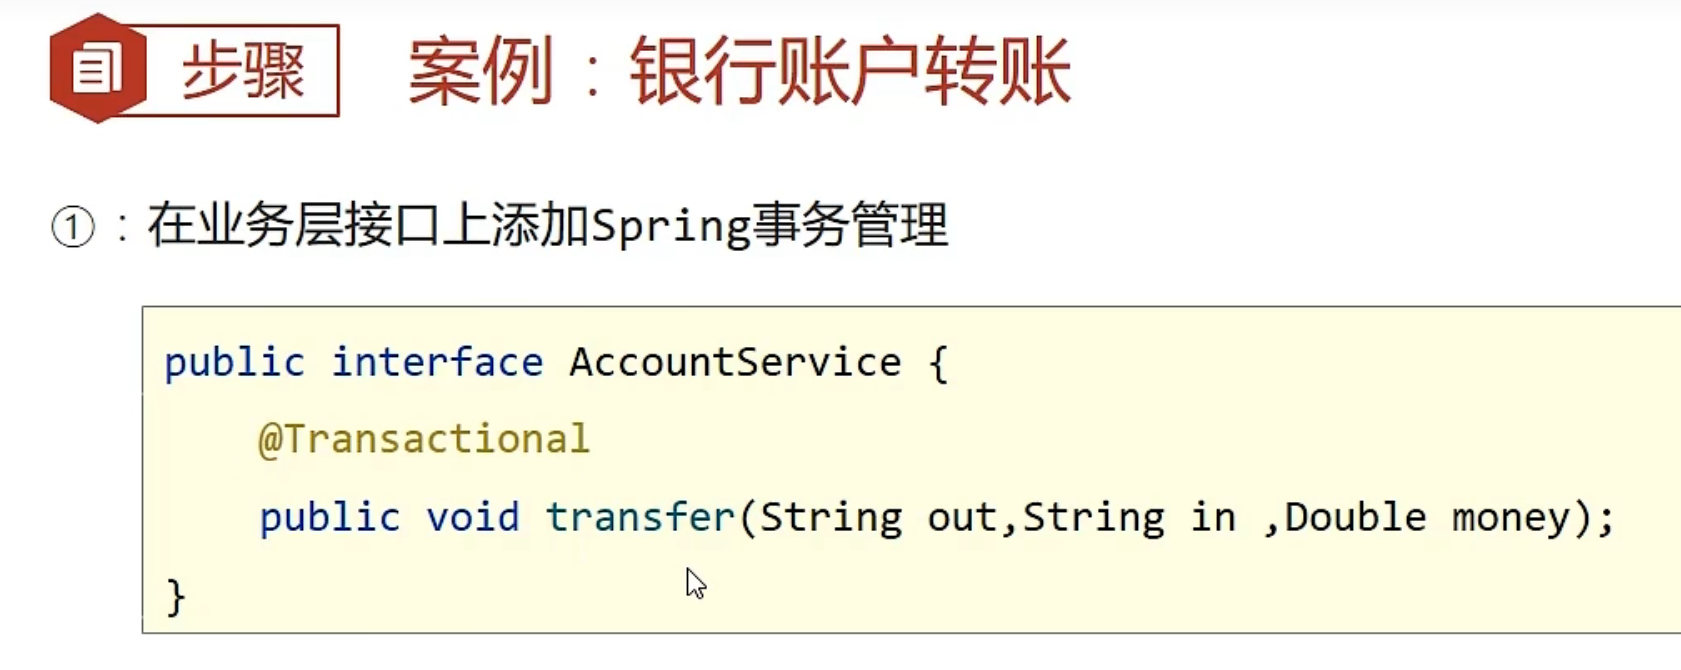 步骤 案例：银行账户转账
①：在业务层接口上添加Spring事务管理
public interface AccountService {
@Transactional
public void transfer(String out,String in ,Double money);
}